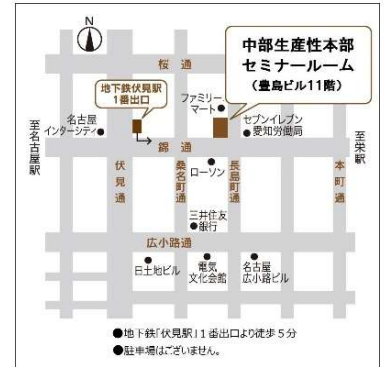 N
中部生産性本部
セミナールーム
(豊島ビル11階)
桜通
地下鉄伏見駅
1番出口
ファミリー
マート
名古屋
インターシティ
セブンイレブン
愛知労働局
至名古屋駅
至栄駅
錦通
伏見通
桑名町通
長島町通
本町通
ローソン
三井住友
銀行
広小路通
日土地ビル
電気
文化会館
名古屋
広小路ビル
●地下鉄「伏見駅」1番出口より徒歩5分
●駐車場はございません。